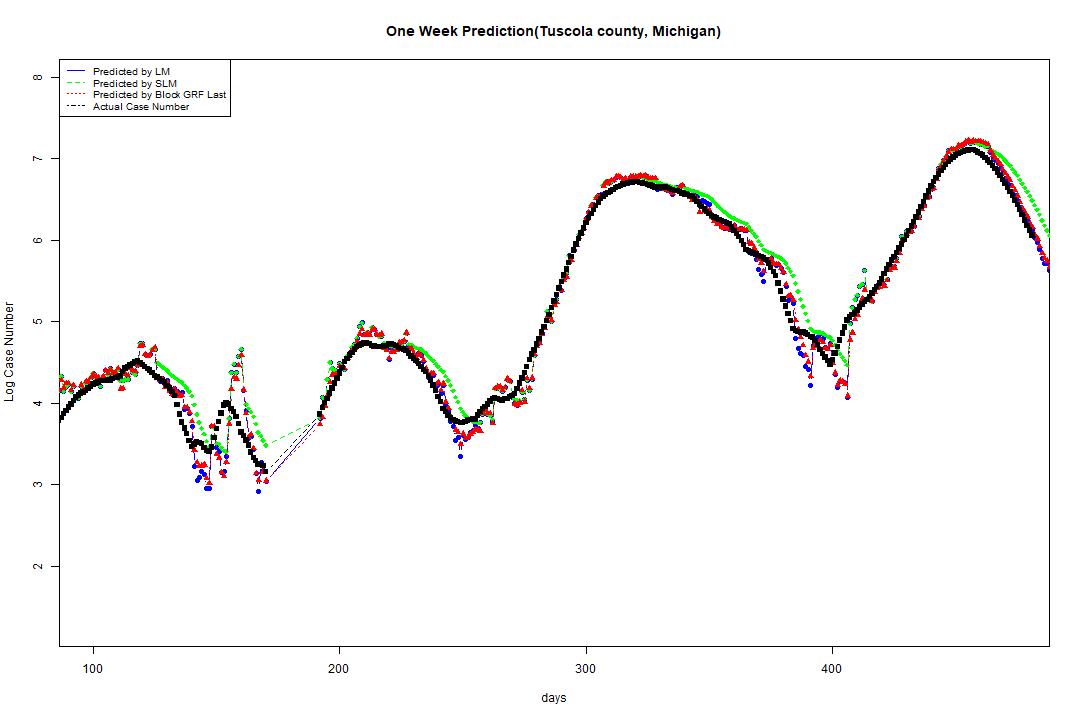 One Week Prediction(Tuscola county, Michigan)
Predicted by LM
Predicted by SLM
Predicted by Block GRF Last
Actual Case Number
8
7
6
5
4
3
2
Log Case Number
100 200 300 400
days